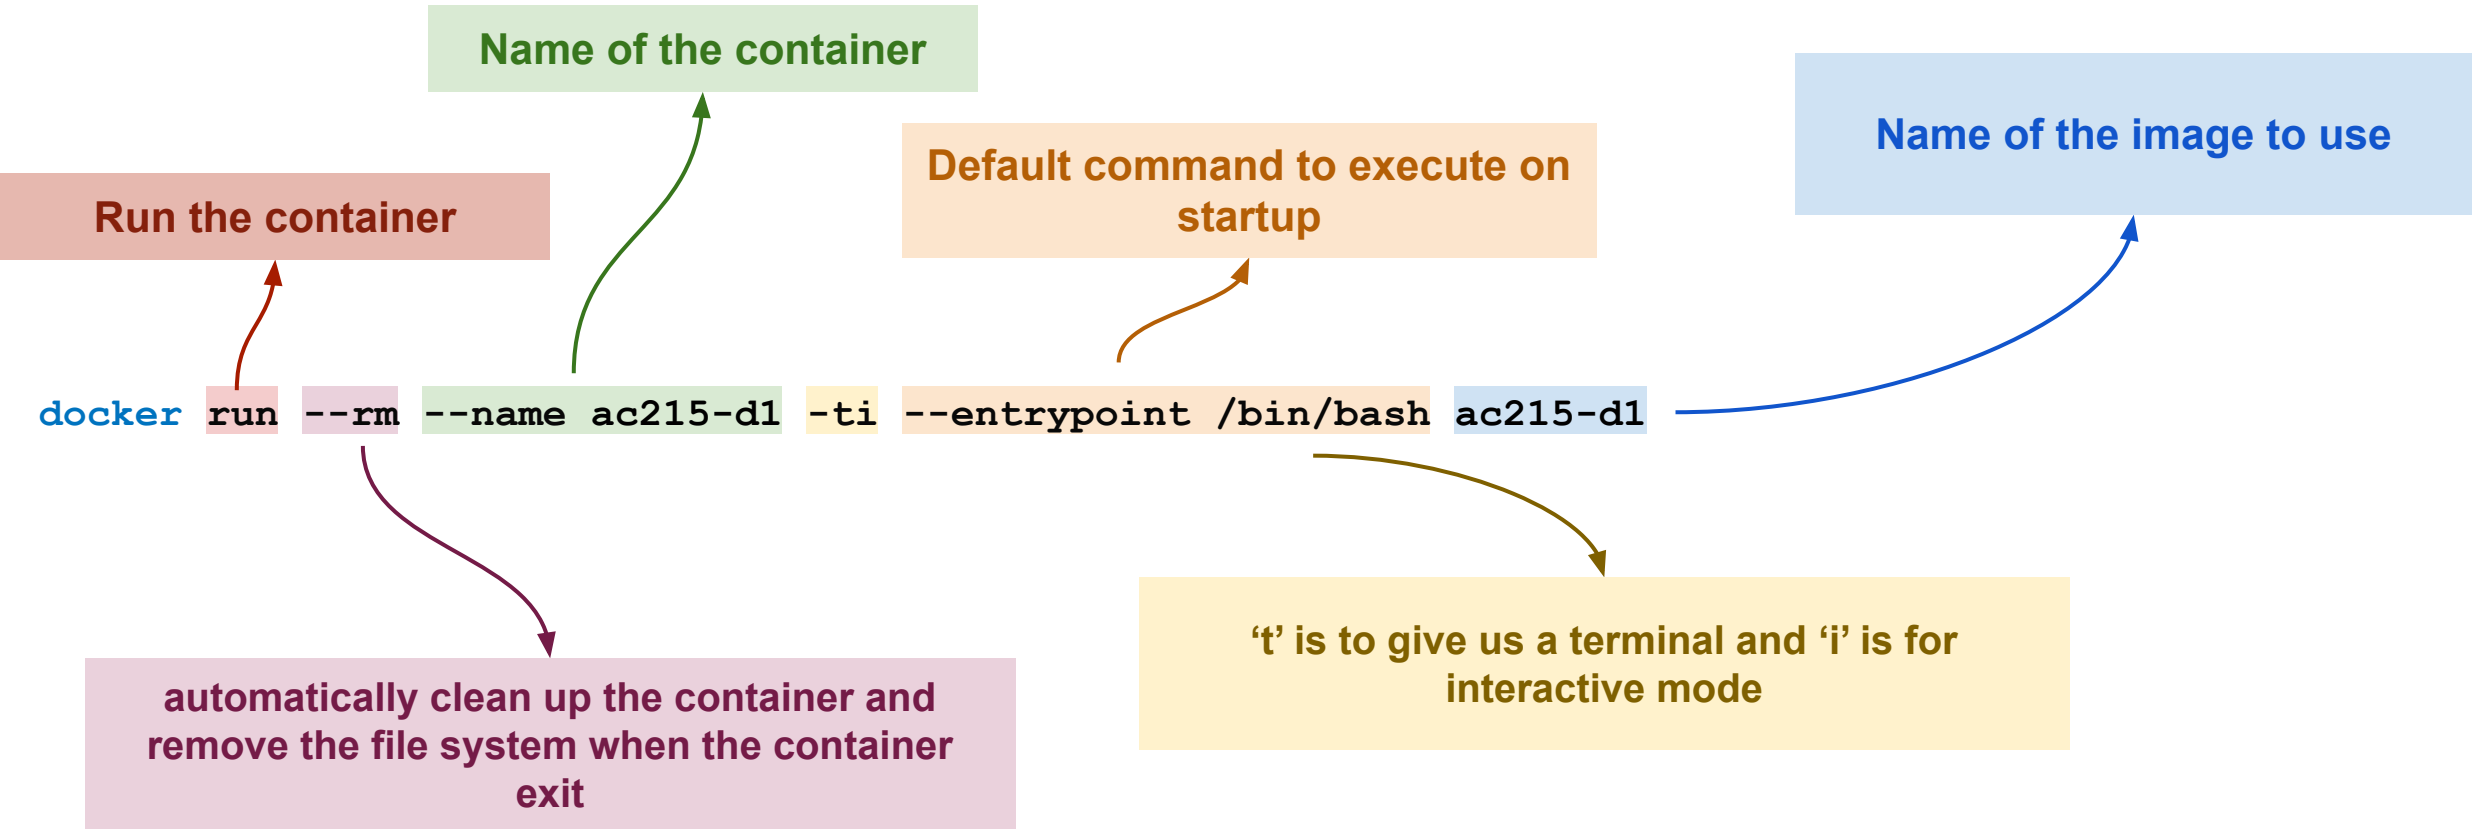 Name of the container
Name of the image to use
Default command to execute on
startup
Run the container
docker run --rm --name ac215-d1 -ti --entrypoint /bin/bash ac215-d1
‘t’ is to give us a terminal and ‘i’ is for
interactive mode
automatically clean up the container and
remove the file system when the container
exit